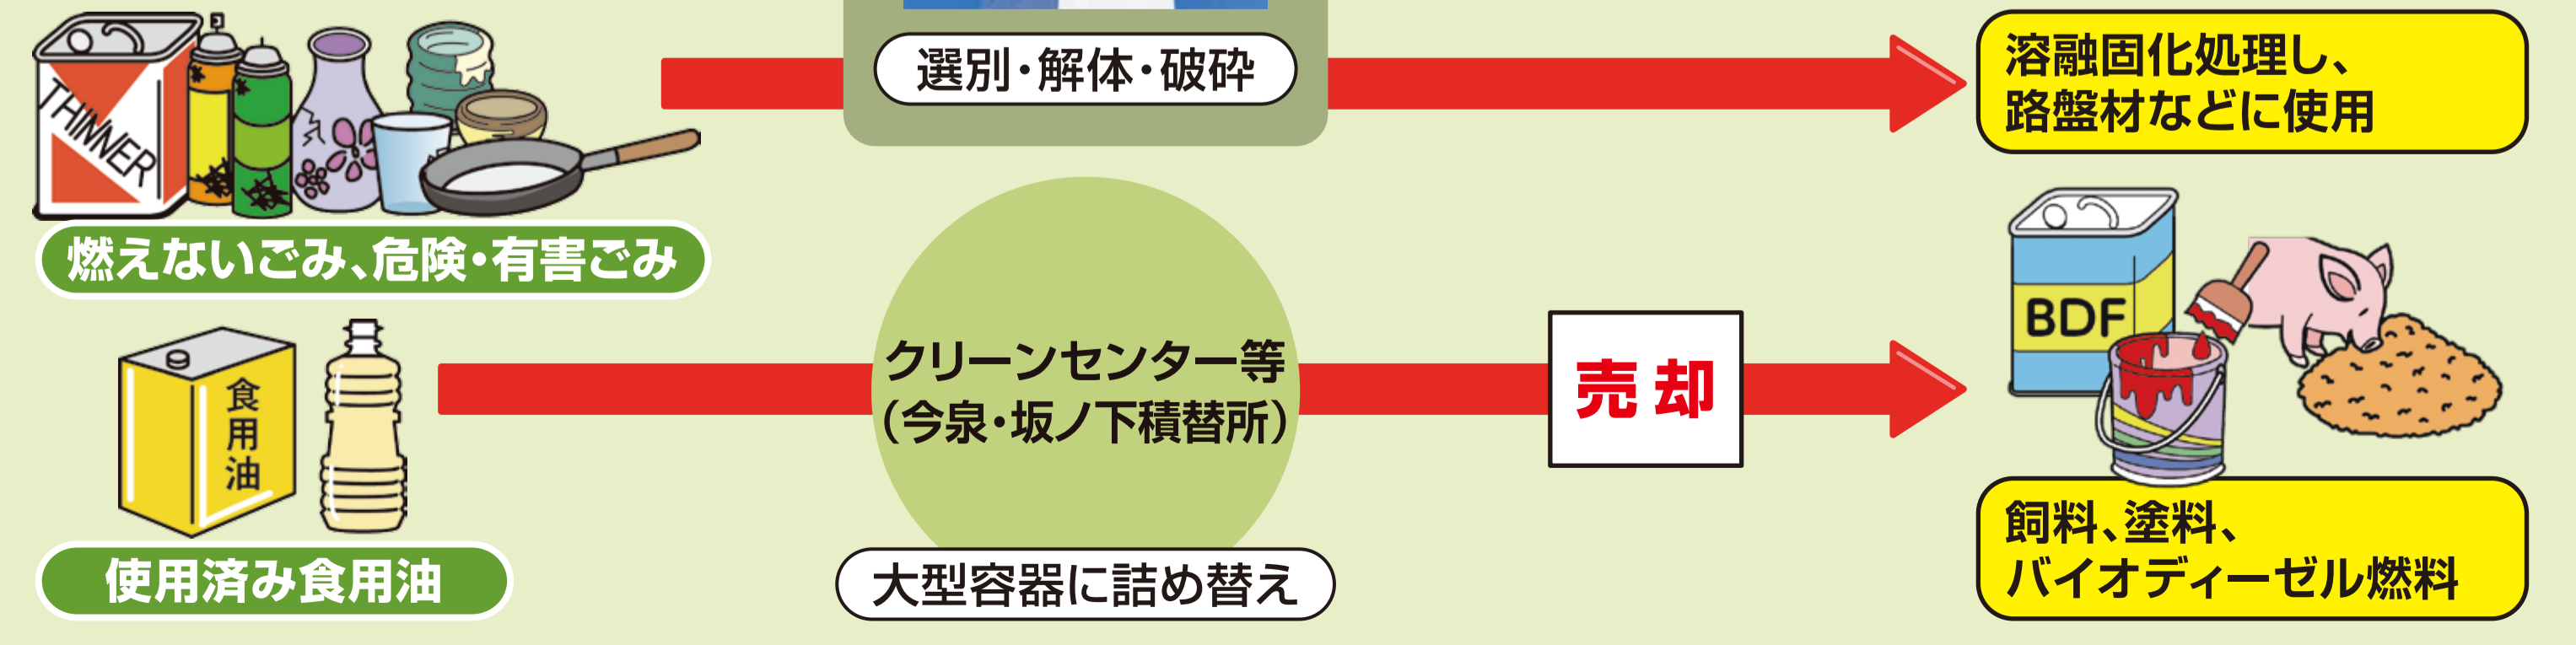 THINNER
選別・解体・破砕
溶融固化処理し、
路盤材などに使用
燃えないごみ、危険・有害ごみ
食用油
クリーンセンター等
（今泉・坂ノ下積替所）
売却
BDF
使用済み食用油
大型容器に詰め替え
飼料、塗料、
バイオディーゼル燃料